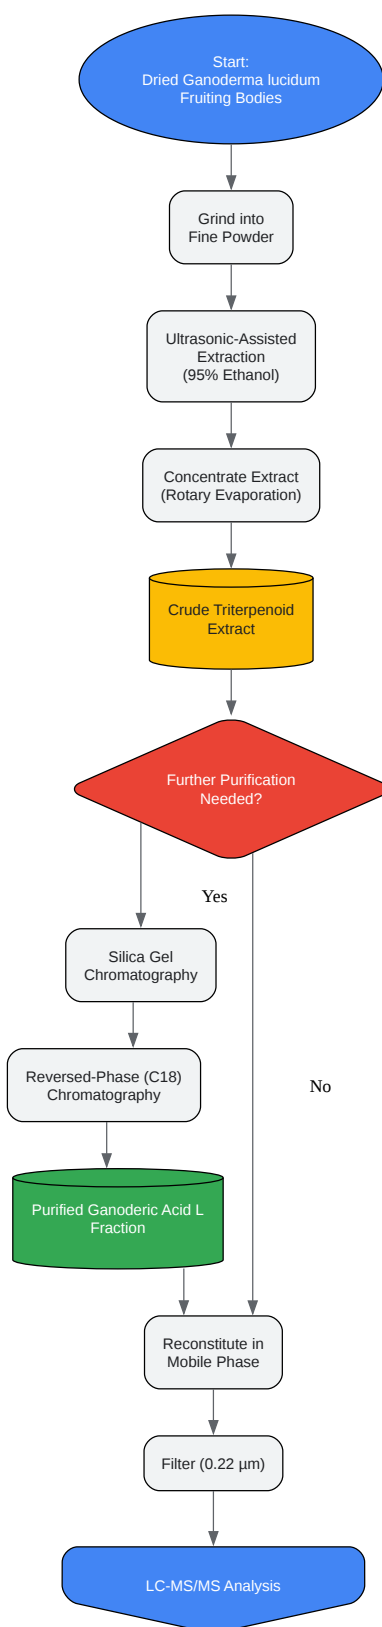 Start:
Dried Ganoderma lucidum
Fruiting Bodies
Grind into
Fine Powder
Ultrasonic-Assisted
Extraction
(95% Ethanol)
Concentrate Extract
(Rotary Evaporation)
Crude Triterpenoid
Extract
Further Purification
Needed?
Yes
Silica Gel
Chromatography
Reversed-Phase (C18)
Chromatography
No
Purified Ganoderic Acid L
Fraction
Reconstitute in
Mobile Phase
Filter (0.22 µm)
LC-MS/MS Analysis